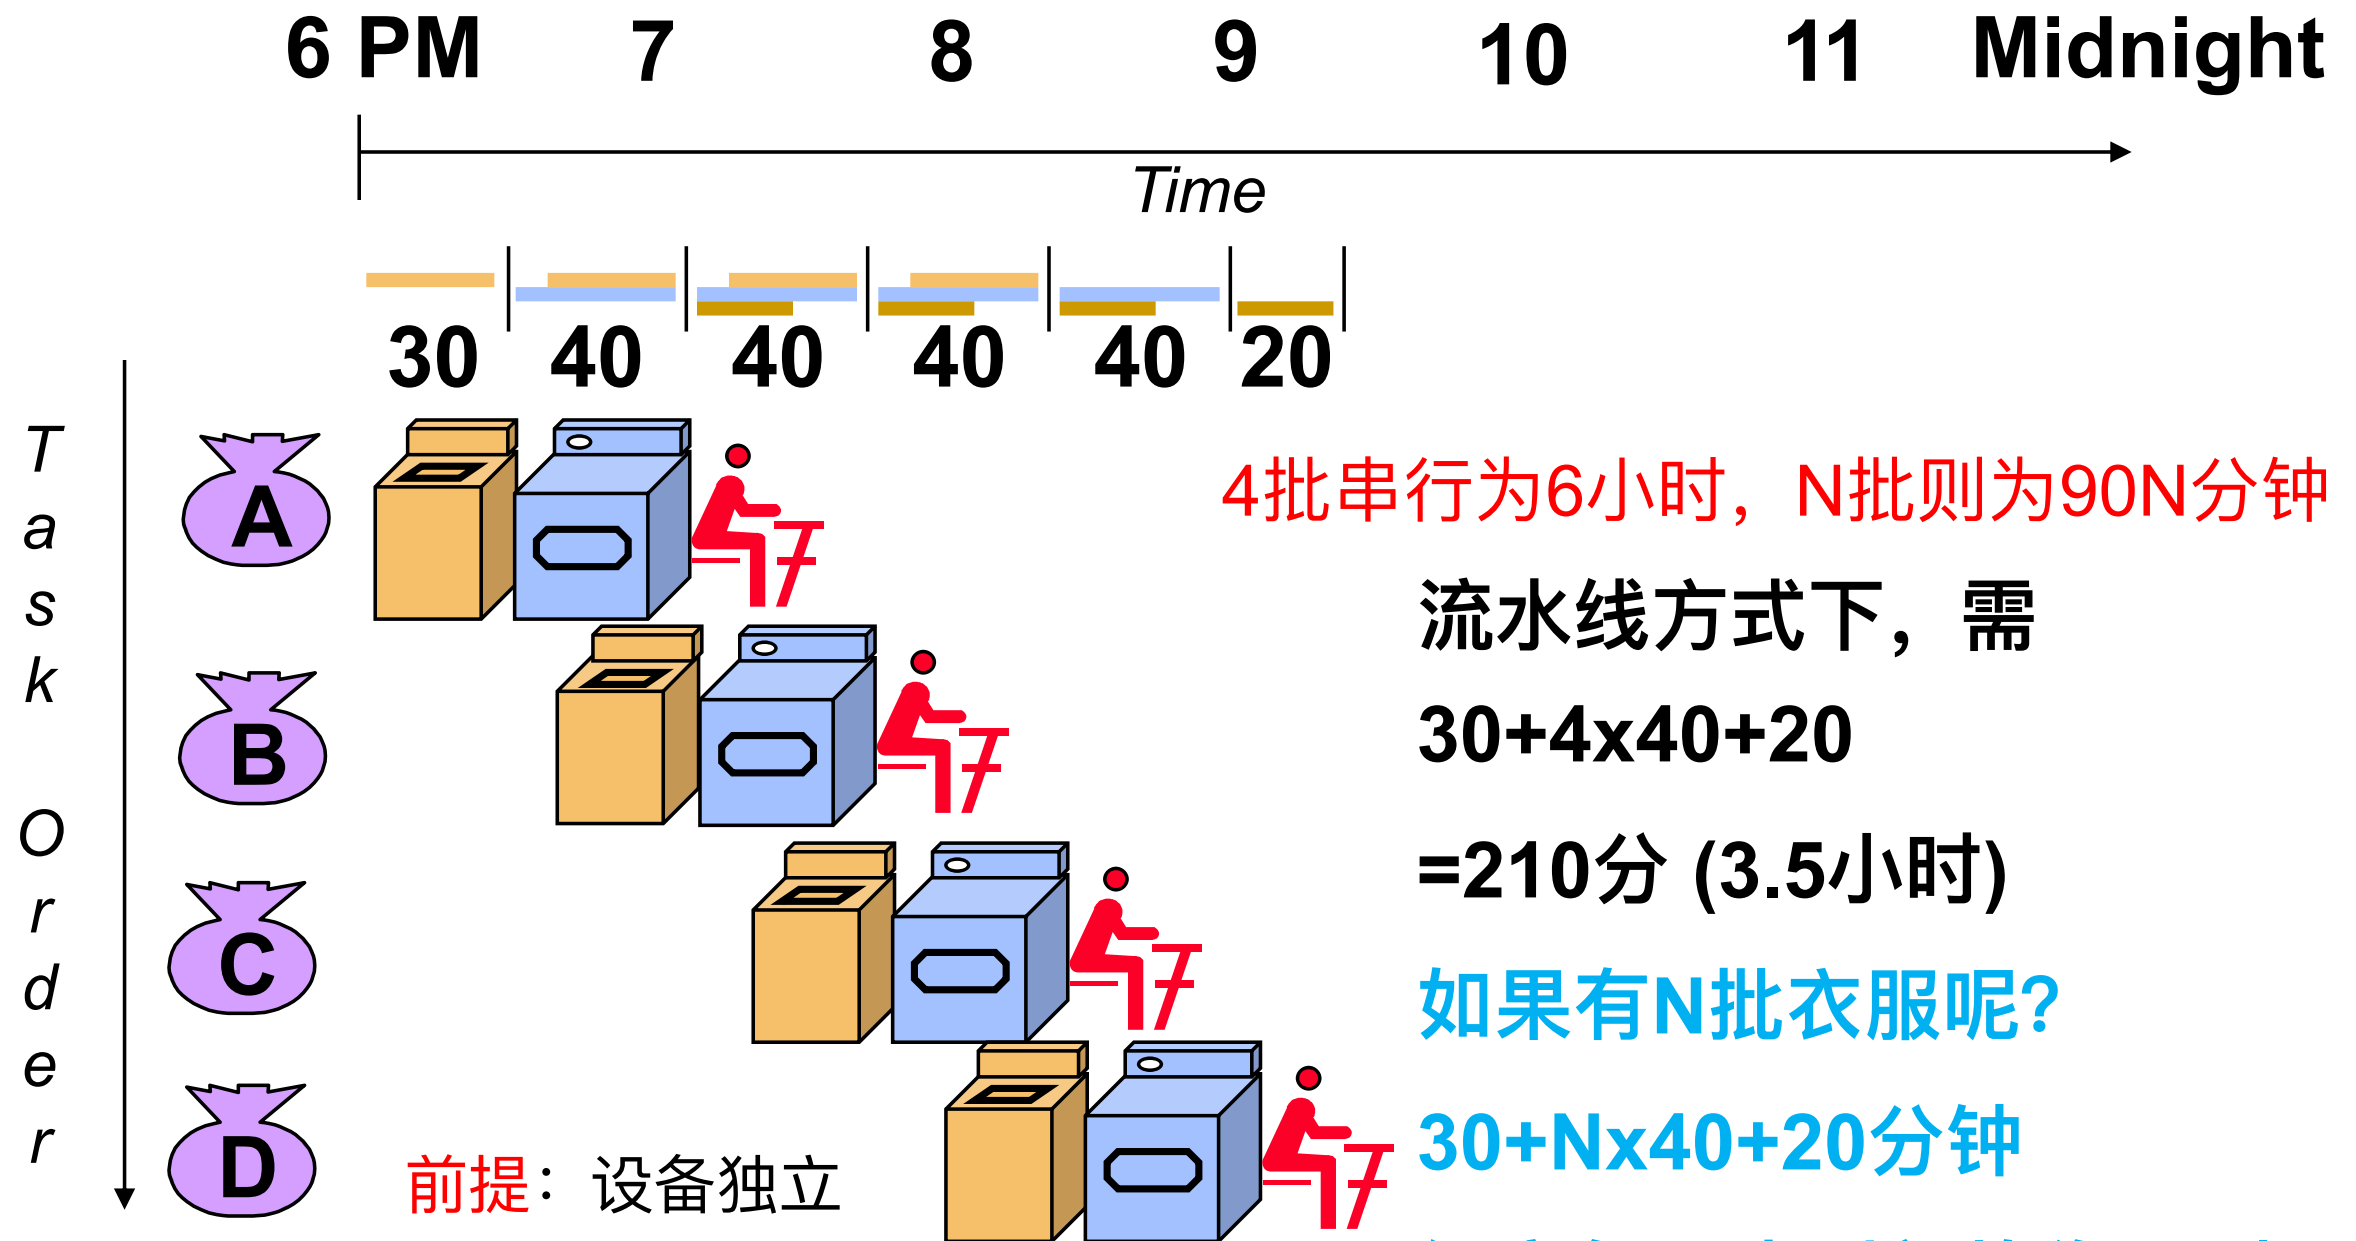 6 PM 7 8 9 10 11 Midnight
Time
30 40 40 40 40 20
Task Order
A
B
C
D
4批串行为6小时，N批则为90N分钟
流水线方式下，需
30+4x40+20
=210分 (3.5小时)
如果有N批衣服呢?
30+Nx40+20分钟
前提：设备独立